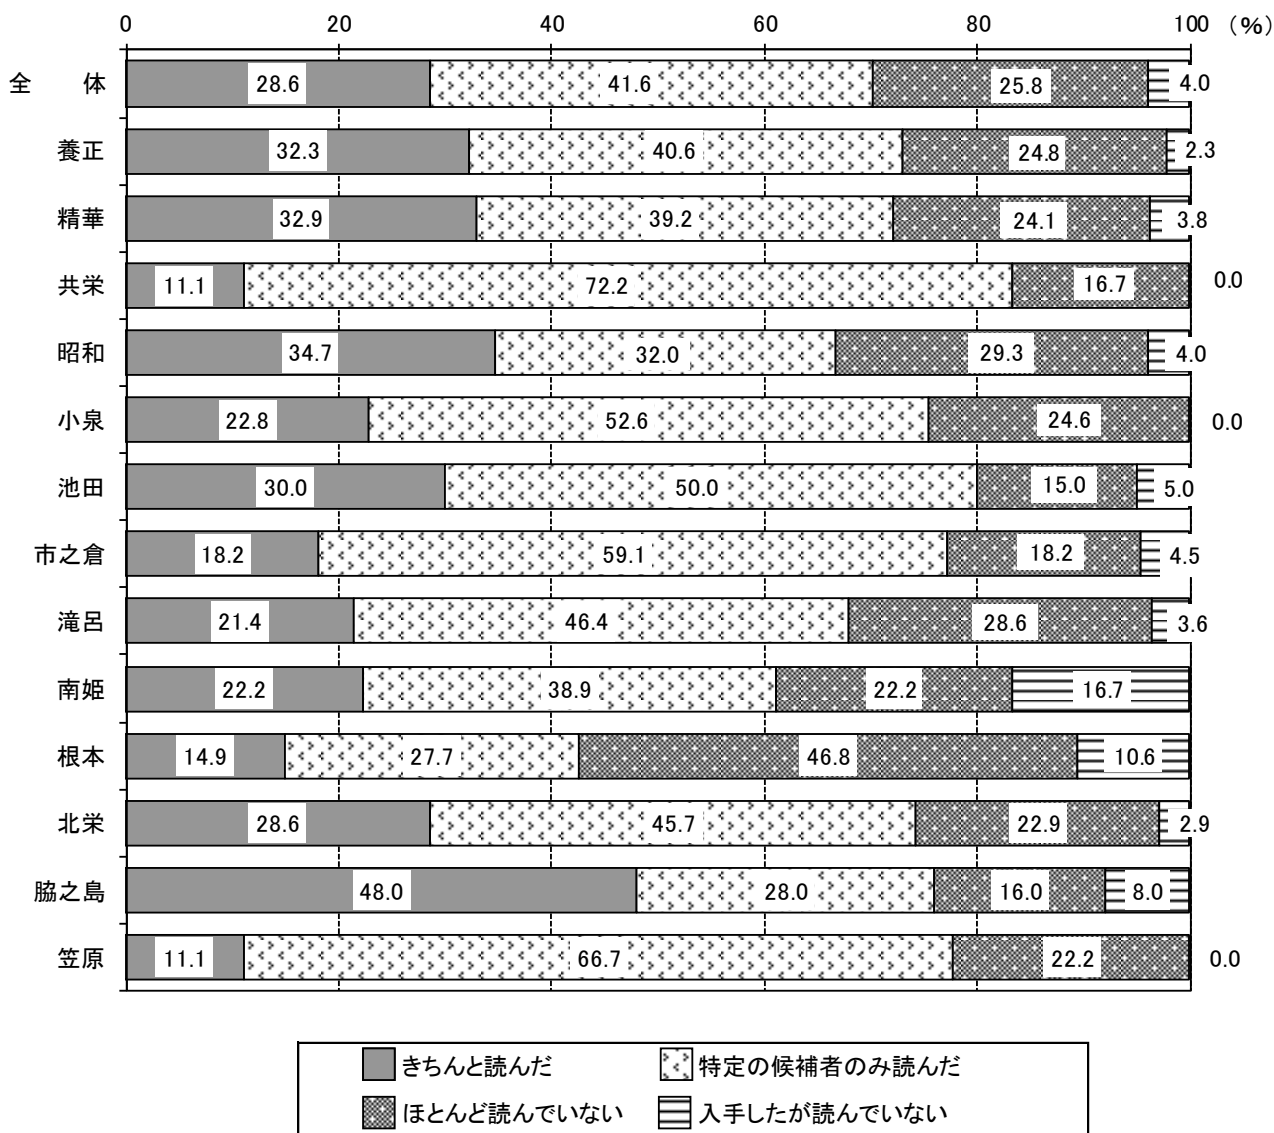 0 20 40 60 80 100 (%)
全 体 28.6 41.6 25.8 4.0
養正 32.3 40.6 24.8 2.3
精華 32.9 39.2 24.1 3.8
共栄 11.1 72.2 16.7 0.0
昭和 34.7 32.0 29.3 4.0
小泉 22.8 52.6 24.6 0.0
池田 30.0 50.0 15.0 5.0
市之倉 18.2 59.1 18.2 4.5
滝呂 21.4 46.4 28.6 3.6
南姫 22.2 38.9 22.2 16.7
根本 14.9 27.7 46.8 10.6
北栄 28.6 45.7 22.9 2.9
脇之島 48.0 28.0 16.0 8.0
笠原 11.1 66.7 22.2 0.0
きちんと読んだ 特定の候補者のみ読んだ
ほとんど読んでいない 入手したが読んでいない